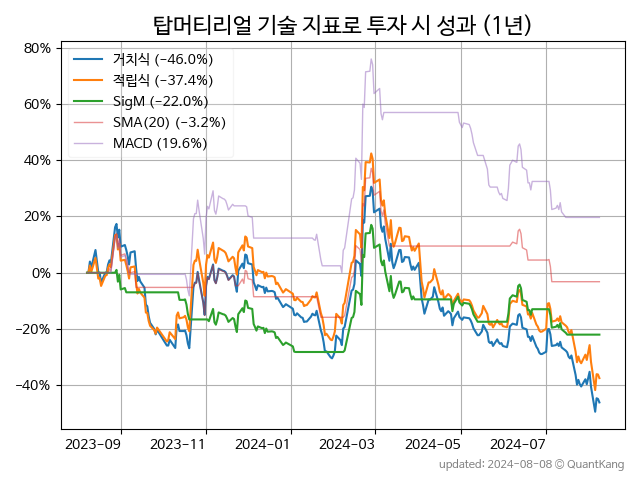 탑머티리얼 기술 지표로 투자 시 성과 (1년)
80%
60%
40%
20%
0%
−20%
−40%
거치식 (−46.0%)
적립식 (−37.4%)
SigM (−22.0%)
SMA(20) (−3.2%)
MACD (19.6%)
2023-09 2023-11 2024-01 2024-03 2024-05 2024-07
updated: 2024-08-08 © QuantKang